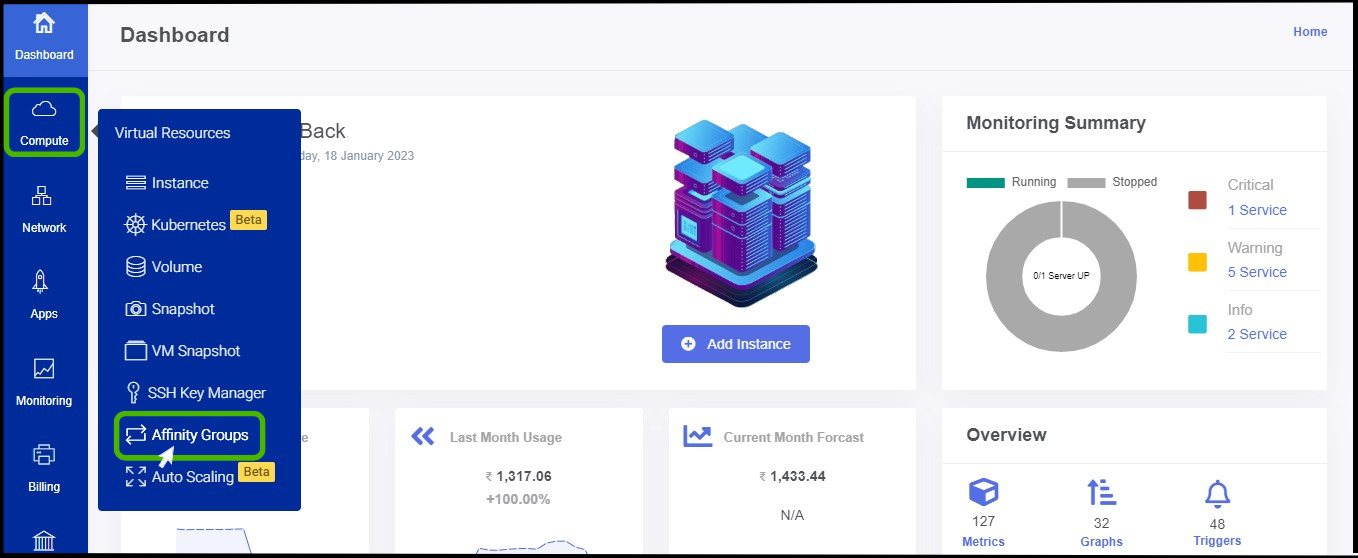 Dashboard
Compute
Network
Apps
Monitoring
Billing
Dashboard
Home
Virtual Resources
Instance
Kubernetes Beta
Volume
Snapshot
VM Snapshot
SSH Key Manager
Affinity Groups
Auto Scaling Beta
Back
day, 18 January 2023
Add Instance
Monitoring Summary
Running Stopped
0/1 Server UP
Critical
1 Service
Warning
5 Service
Info
2 Service
Last Month Usage
₹ 1,317.06
+100.00%
Current Month Forcast
₹ 1,433.44
N/A
Overview
127
Metrics
32
Graphs
48
Triggers